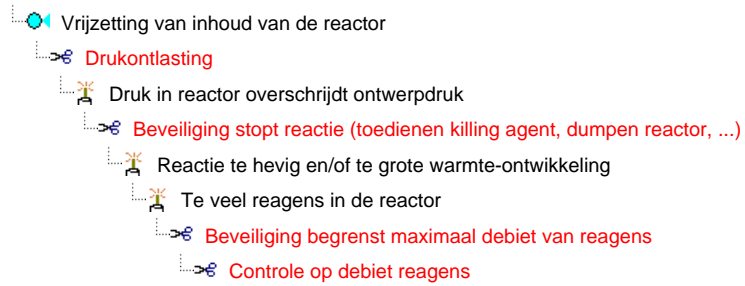 Vrijzetting van inhoud van de reactor
Drukontlasting
Druk in reactor overschrijdt ontwerpdruk
Beveiliging stopt reactie (toedienen killing agent, dumpen reactor, ...)
Reactie te hevig en/of te grote warmte-ontwikkeling
Te veel reagens in de reactor
Beveiliging begrenst maximaal debiet van reagens
Controle op debiet reagens